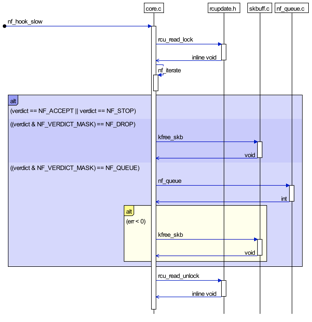 core.c rcupdate.h skbuff.c nf_queue.c
nf_hook_slow
rcu_read_lock
inline void
nf_iterate
alt
(verdict == NF_ACCEPT || verdict == NF_STOP)
((verdict & NF_VERDICT_MASK) == NF_DROP)
kfree_skb
void
((verdict & NF_VERDICT_MASK) == NF_QUEUE)
nf_queue
int
alt
(err < 0)
kfree_skb
void
rcu_read_unlock
inline void